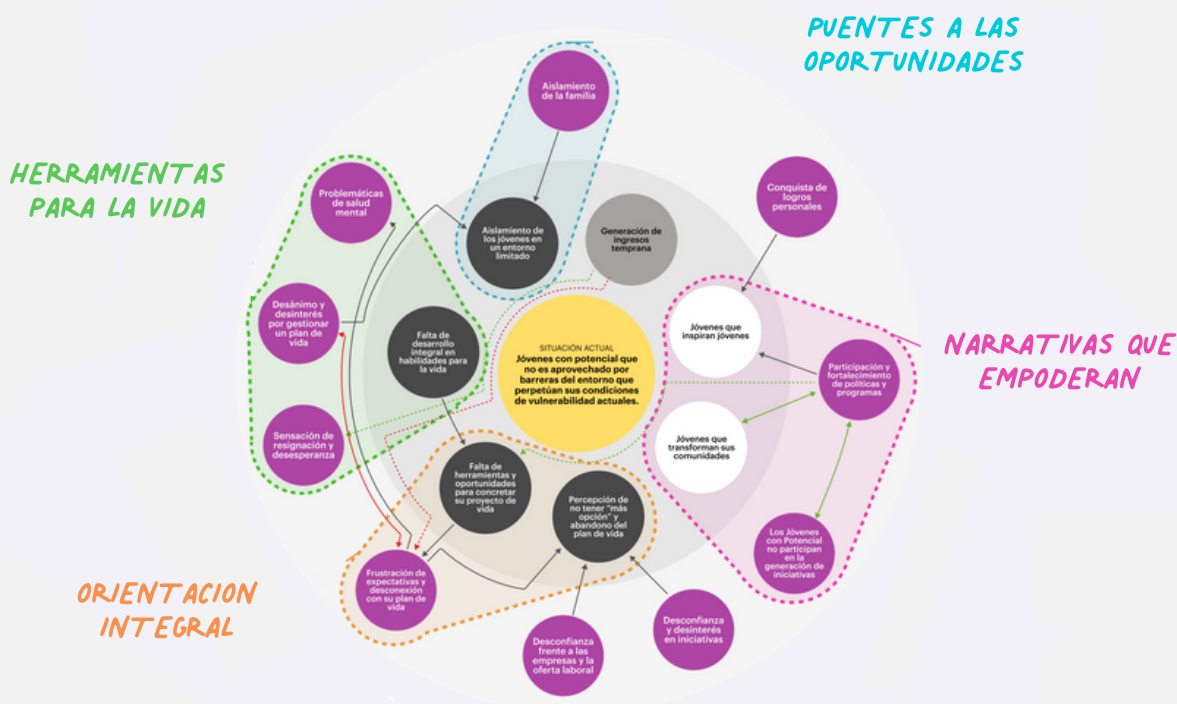 PUENTES A LAS
OPORTUNIDADES
Aislamiento
de la familia
HERRAMIENTAS
PARA LA VIDA
Problemáticas
de salud
mental
Conquista de
logros
personales
Aislamiento de
los jóvenes en
un entorno
limitado
Generación de
ingresos
temprana
Desánimo y
desinterés
por gestionar
un plan de
vida
Falta de
desarrollo
integral en
habilidades para
la vida
SITUACIÓN ACTUAL
Jóvenes con potencial que
no es aprovechado por
barreras del entorno que
perpetúan sus condiciones
de vulnerabilidad actuales.
Jóvenes que
inspiran jóvenes
NARRATIVAS QUE
EMPODERAN
Participación y
fortalecimiento
de políticas y
programas
Sensación de
resignación y
desesperanza
Jóvenes que
transforman sus
comunidades
Falta de
herramientas y
oportunidades
para concretar
su proyecto de
vida
Percepción de
no tener "más
opción" y
abandono del
plan de vida
Los Jóvenes
con Potencial
no participan
en la
generación de
iniciativas
ORIENTACION
INTEGRAL
Frustración de
expectativas y
desconexión
con su plan de
vida
Desconfianza
frente a las
empresas y la
oferta laboral
Desconfianza
y desinterés
en iniciativas